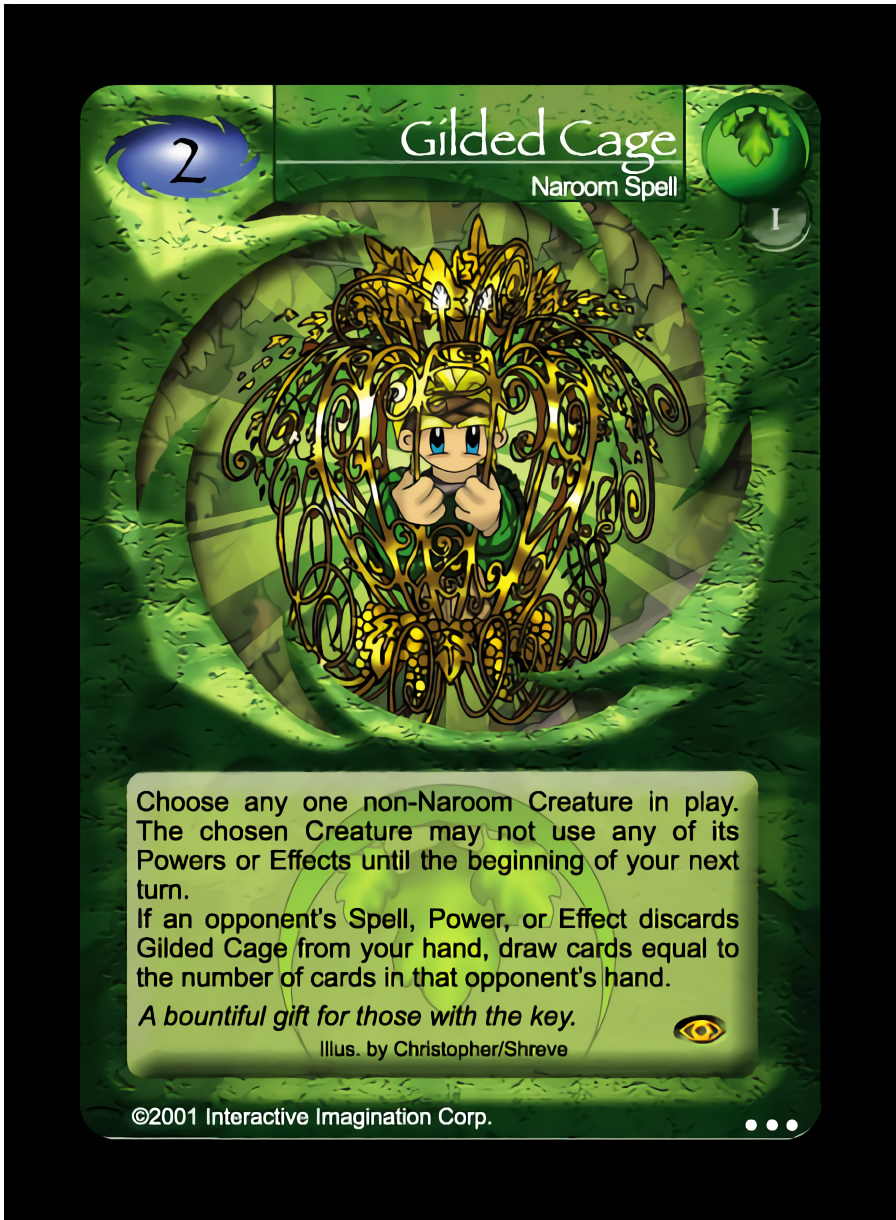 2
Gilded Cage
Naroom Spell
I
Choose any one non-Naroom Creature in play.
The chosen Creature may not use any of its
Powers or Effects until the beginning of your next
turn.
If an opponent's Spell, Power, or Effect discards
Gilded Cage from your hand, draw cards equal to
the number of cards in that opponent's hand.
A bountiful gift for those with the key.
Illus. by Christopher/Shreve
©2001 Interactive Imagination Corp.